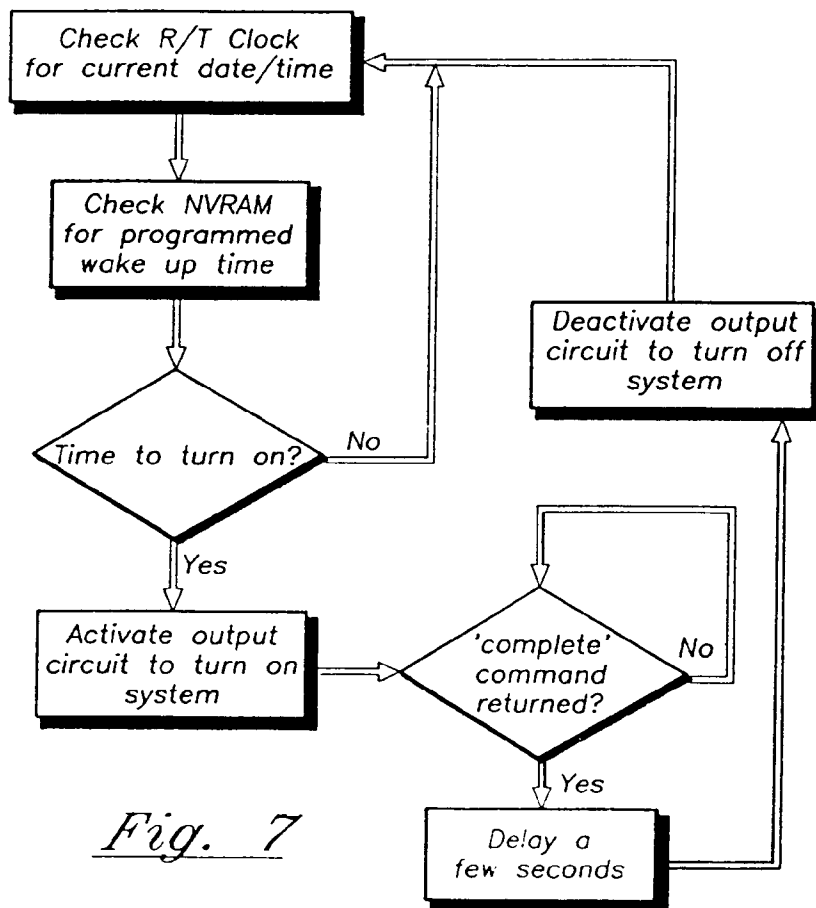 Check R/T Clock
for current date/time
Check NVRAM
for programmed
wake up time
Deactivate output
circuit to turn off
system
Time to turn on?
No
Yes
Activate output
circuit to turn on
system
'complete'
command
returned?
No
Yes
Delay a
few seconds
Fig. 7